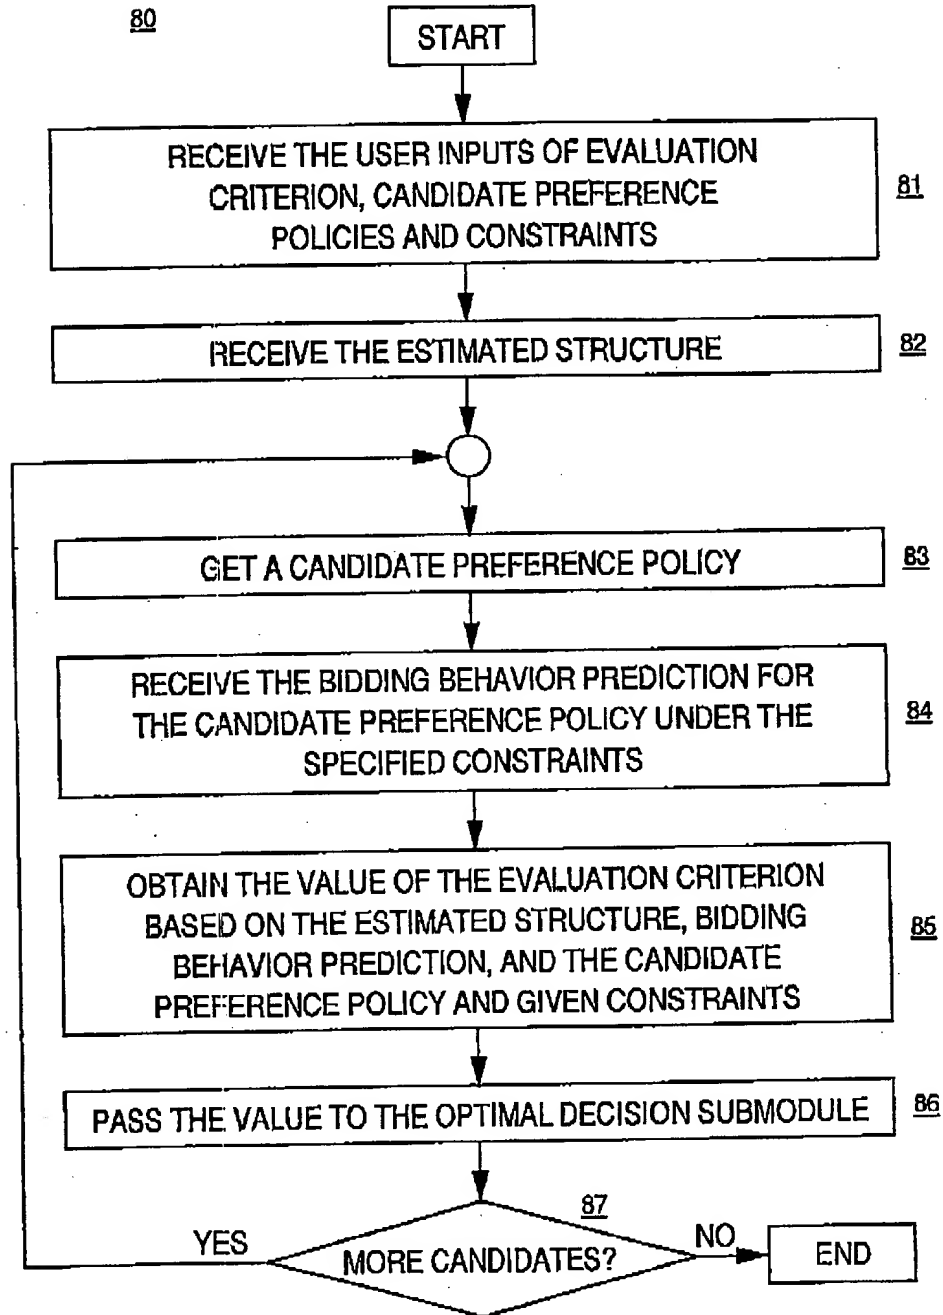 80
START
RECEIVE THE USER INPUTS OF EVALUATION
CRITERION, CANDIDATE PREFERENCE
POLICIES AND CONSTRAINTS
81
RECEIVE THE ESTIMATED STRUCTURE
82
GET A CANDIDATE PREFERENCE POLICY
83
RECEIVE THE BIDDING BEHAVIOR PREDICTION FOR
THE CANDIDATE PREFERENCE POLICY UNDER THE
SPECIFIED CONSTRAINTS
84
OBTAIN THE VALUE OF THE EVALUATION CRITERION
BASED ON THE ESTIMATED STRUCTURE, BIDDING
BEHAVIOR PREDICTION, AND THE CANDIDATE
PREFERENCE POLICY AND GIVEN CONSTRAINTS
85
PASS THE VALUE TO THE OPTIMAL DECISION SUBMODULE
86
87
YES
MORE CANDIDATES?
NO
END